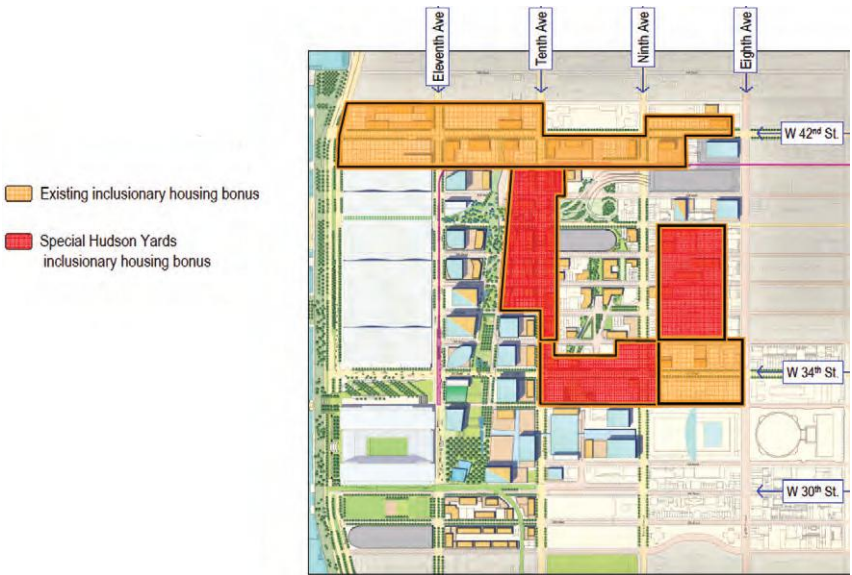 Eleventh Ave
Tenth Ave
Ninth Ave
Eighth Ave
W 42nd St.
Existing inclusionary housing bonus
Special Hudson Yards
inclusionary housing bonus
W 34th St.
W 30th St.